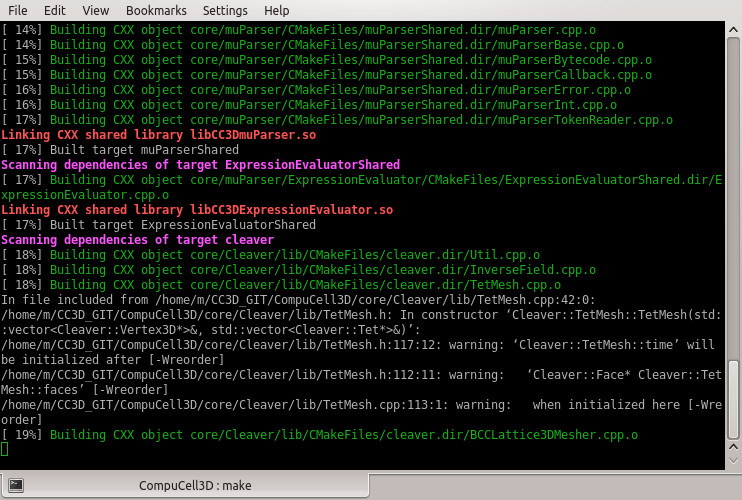 File Edit View Bookmarks Settings Help
[ 14%] Building CXX object core/muParser/CMakeFiles/muParserShared.dir/muParser.cpp.o
[ 14%] Building CXX object core/muParser/CMakeFiles/muParserShared.dir/muParserBase.cpp.o
[ 15%] Building CXX object core/muParser/CMakeFiles/muParserShared.dir/muParserBytecode.cpp.o
[ 15%] Building CXX object core/muParser/CMakeFiles/muParserShared.dir/muParserCallback.cpp.o
[ 16%] Building CXX object core/muParser/CMakeFiles/muParserShared.dir/muParserError.cpp.o
[ 16%] Building CXX object core/muParser/CMakeFiles/muParserShared.dir/muParserInt.cpp.o
[ 17%] Building CXX object core/muParser/CMakeFiles/muParserShared.dir/muParserTokenReader.cpp.o
Linking CXX shared library libCC3DmuParser.so
[ 17%] Built target muParserShared
Scanning dependencies of target ExpressionEvaluatorShared
[ 17%] Building CXX object core/muParser/ExpressionEvaluator/CMakeFiles/ExpressionEvaluatorShared.dir/E
xpressionEvaluator.cpp.o
Linking CXX shared library libCC3DExpressionEvaluator.so
[ 17%] Built target ExpressionEvaluatorShared
Scanning dependencies of target cleaver
[ 18%] Building CXX object core/Cleaver/lib/CMakeFiles/cleaver.dir/Util.cpp.o
[ 18%] Building CXX object core/Cleaver/lib/CMakeFiles/cleaver.dir/InverseField.cpp.o
[ 18%] Building CXX object core/Cleaver/lib/CMakeFiles/cleaver.dir/TetMesh.cpp.o
In file included from /home/m/CC3D_GIT/CompuCell3D/core/Cleaver/lib/TetMesh.cpp:42:0:
/home/m/CC3D_GIT/CompuCell3D/core/Cleaver/lib/TetMesh.h: In constructor ‘Cleaver::TetMesh::TetMesh(std:
:vector<Cleaver::Vertex3D*>&, std::vector<Cleaver::Tet*>&)’:
/home/m/CC3D_GIT/CompuCell3D/core/Cleaver/lib/TetMesh.h:117:12: warning: ‘Cleaver::TetMesh::time’ will
be initialized after [-Wreorder]
/home/m/CC3D_GIT/CompuCell3D/core/Cleaver/lib/TetMesh.h:112:11: warning:   ‘Cleaver::Face* Cleaver::Tet
Mesh::faces’ [-Wreorder]
/home/m/CC3D_GIT/CompuCell3D/core/Cleaver/lib/TetMesh.cpp:113:1: warning:   when initialized here [-Wre
order]
[ 19%] Building CXX object core/Cleaver/lib/CMakeFiles/cleaver.dir/BCCLattice3DMesher.cpp.o
CompuCell3D : make